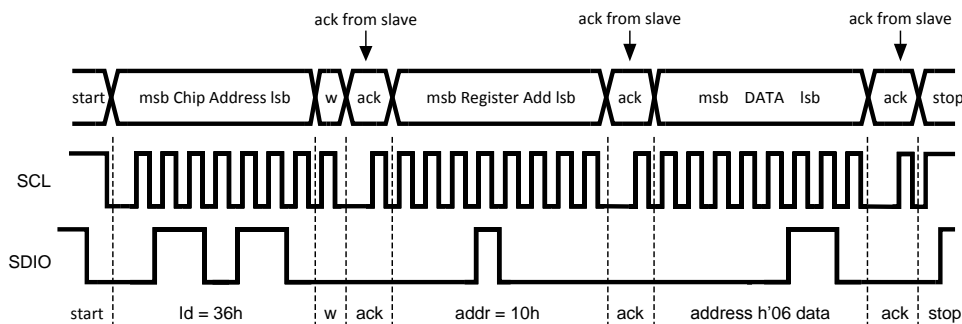 ack from slave ack from slave ack from slave
start msb Chip Address lsb w ack msb Register Add lsb ack msb DATA lsb ack stop
SCL
SDIO
start Id = 36h w ack addr = 10h ack address h'06 data ack stop